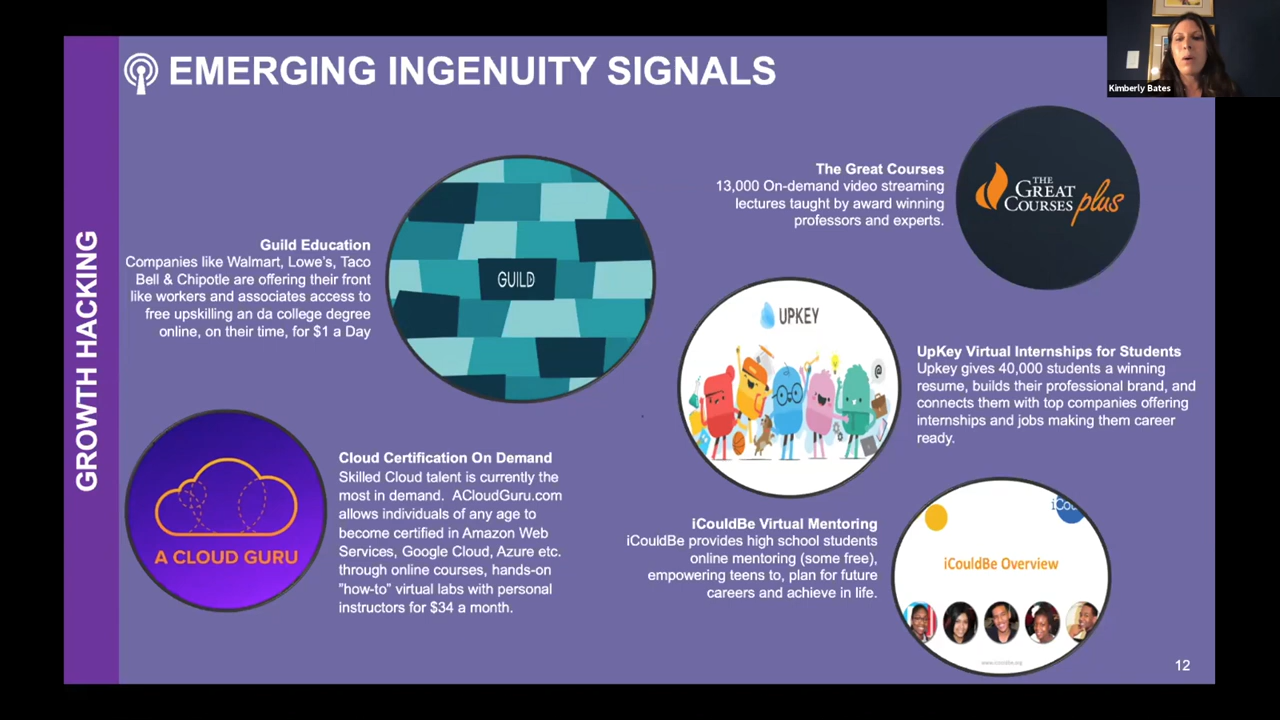 EMERGING INGENUITY SIGNALS
Kimberly Bates
GROWTH HACKING
Guild Education
Companies like Walmart, Lowe's, Taco
Bell & Chipotle are offering their front
like workers and associates access to
free upskilling an da college degree
online, on their time, for $1 a Day
GUILD
The Great Courses
13,000 On-demand video streaming
lectures taught by award winning
professors and experts.
THE
GREAT
COURSES plus
UPKEY
UpKey Virtual Internships for Students
Upkey gives 40,000 students a winning
resume, builds their professional brand, and
connects them with top companies offering
internships and jobs making them career
ready.
A CLOUD GURU
Cloud Certification On Demand
Skilled Cloud talent is currently the
most in demand. ACloudGuru.com
allows individuals of any age to
become certified in Amazon Web
Services, Google Cloud, Azure etc.
through online courses, hands-on
"how-to" virtual labs with personal
instructors for $34 a month.
iCouldBe Virtual Mentoring
iCouldBe provides high school students
online mentoring (some free),
empowering teens to, plan for future
careers and achieve in life.
iCouldBe Overview
www.icouldbe.org
12